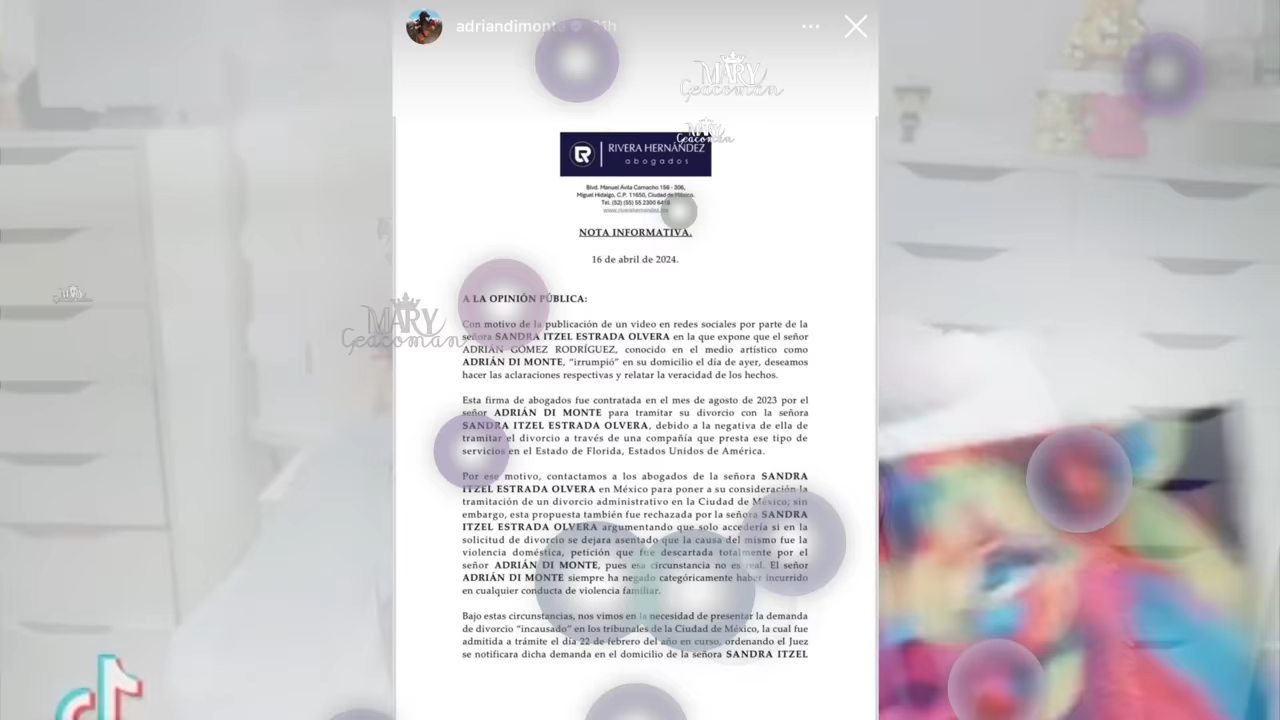 adriandimonte 21h
MARY
Geacoman
MARY
Geacoman
R | RIVERA HERNÁNDEZ
abogados
Blvd. Manuel Ávila Camacho 156 - 306,
Miguel Hidalgo, C.P. 11650, Ciudad de México.
Tel. (52) (55) 55 2300 6418
www.riverahernandez.mx
NOTA INFORMATIVA.
16 de abril de 2024.
A LA OPINIÓN PÚBLICA:
MARY
Geacoman
Con motivo de la publicación de un video en redes sociales por parte de la
señora SANDRA ITZEL ESTRADA OLVERA en la que expone que el señor
ADRIÁN GÓMEZ RODRÍGUEZ, conocido en el medio artístico como
ADRIÁN DI MONTE, “irrumpió” en su domicilio el día de ayer, deseamos
hacer las aclaraciones respectivas y relatar la veracidad de los hechos.
Esta firma de abogados fue contratada en el mes de agosto de 2023 por el
señor ADRIÁN DI MONTE para tramitar su divorcio con la señora
SANDRA ITZEL ESTRADA OLVERA, debido a la negativa de ella de
tramitar el divorcio a través de una compañía que presta ese tipo de
servicios en el Estado de Florida, Estados Unidos de América.
Por ese motivo, contactamos a los abogados de la señora SANDRA
ITZEL ESTRADA OLVERA en México para poner a su consideración la
tramitación de un divorcio administrativo en la Ciudad de México; sin
embargo, esta propuesta también fue rechazada por la señora SANDRA
ITZEL ESTRADA OLVERA argumentando que solo accedería si en la
solicitud de divorcio se dejara asentado que la causa del mismo fue la
violencia doméstica, petición que fue descartada totalmente por el
señor ADRIÁN DI MONTE, pues esa circunstancia no es real. El señor
ADRIÁN DI MONTE siempre ha negado categóricamente haber incurrido
en cualquier conducta de violencia familiar.
Bajo estas circunstancias, nos vimos en la necesidad de presentar la demanda
de divorcio “incausado” en los tribunales de la Ciudad de México, la cual fue
admitida a trámite el día 22 de febrero del año en curso, ordenando el Juez
se notificara dicha demanda en el domicilio de la señora SANDRA ITZEL